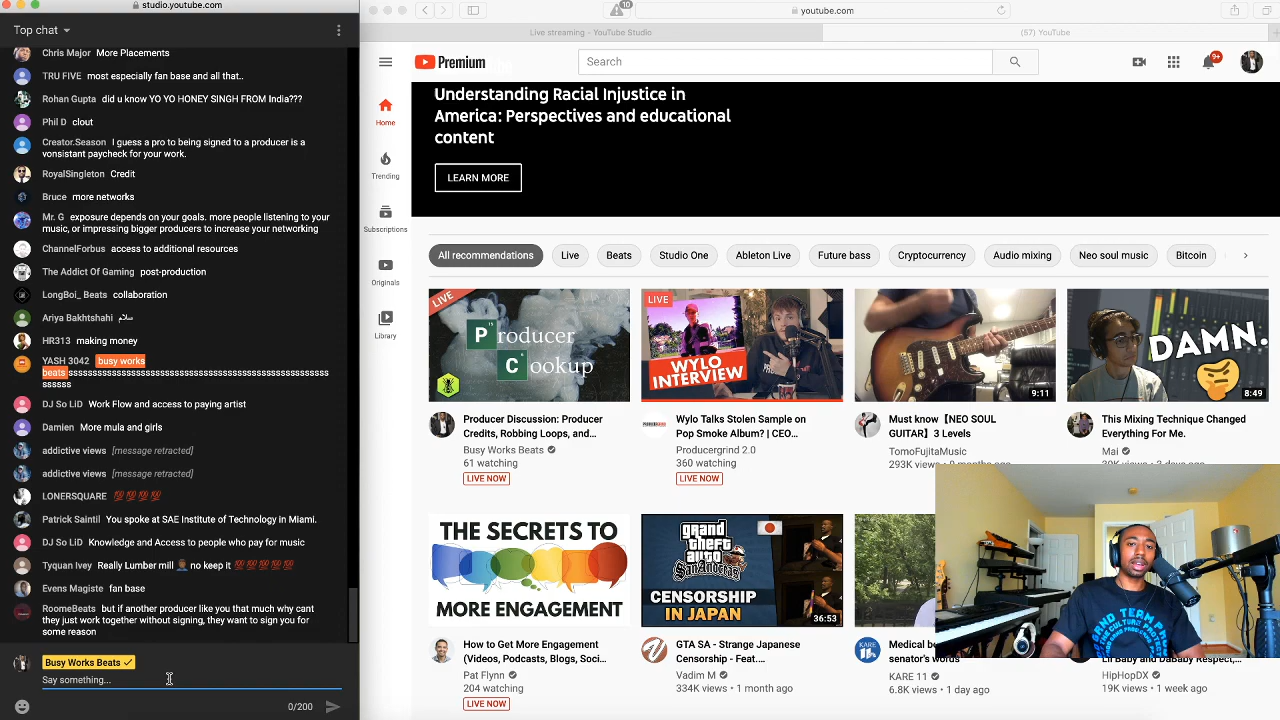 studio.youtube.com
Top chat
Chris Major More Placements
TRU FIVE most especially fan base and all that..
Rohan Gupta did u know YO YO HONEY SINGH FROM India???
Phil D clout
Creator.Season I guess a pro to being signed to a producer is a
vonsistant paycheck for your work.
RoyalSingleton Credit
Bruce more networks
Mr. G exposure depends on your goals. more people listening to your
music, or impressing bigger producers to increase your networking
ChannelForbus access to additional resources
The Addict Of Gaming post-production
LongBoi_ Beats collaboration
Ariya Bakhtshahi سلام
HR313 making money
YASH 3042 busy works
beats sssssssssssssssssssssssssssssssssssssssssssssssssssss
ssssss
DJ So LiD Work Flow and access to paying artist
Damien More mula and girls
addictive views [message retracted]
addictive views [message retracted]
LONERSQUARE 💯 💯 💯 💯
Patrick Saintil You spoke at SAE Institute of Technology in Miami.
DJ So LiD Knowledge and Access to people who pay for music
Tyquan Ivey Really Lumber mill no keep it 💯 💯 💯 💯 💯
Evens Magiste fan base
RoomeBeats but if another producer like you that much why cant
they just work together without signing, they want to sign you for
some reason
Busy Works Beats
Say something...
0/200
10
youtube.com
Live streaming - YouTube Studio
(57) YouTube
Premium
Search
9+
Home
Trending
Subscriptions
Originals
Library
Understanding Racial Injustice in
America: Perspectives and educational
content
LEARN MORE
All recommendations
Live
Beats
Studio One
Ableton Live
Future bass
Cryptocurrency
Audio mixing
Neo soul music
Bitcoin
LIVE
Producer
Cookup
LIVE
WYLO
INTERVIEW
9:11
DAMN.
8:49
Producer Discussion: Producer
Credits, Robbing Loops, and...
Busy Works Beats
61 watching
LIVE NOW
Wylo Talks Stolen Sample on
Pop Smoke Album? | CEO...
Producergrind 2.0
360 watching
LIVE NOW
Must know【NEO SOUL
GUITAR】3 Levels
TomoFujitaMusic
293K views
This Mixing Technique Changed
Everything For Me.
Mai
THE SECRETS TO
MORE ENGAGEMENT
grand
theft
auto
San Andreas
CENSORSHIP
IN JAPAN
36:53
How to Get More Engagement
(Videos, Podcasts, Blogs, Soci...
Pat Flynn
204 watching
LIVE NOW
GTA SA - Strange Japanese
Censorship - Feat....
Vadim M
334K views • 1 month ago
Medical
senator's words
KARE 11
6.8K views • 1 day ago
Lil Baby and DaBaby Respect,
HipHopDX
19K views • 1 week ago